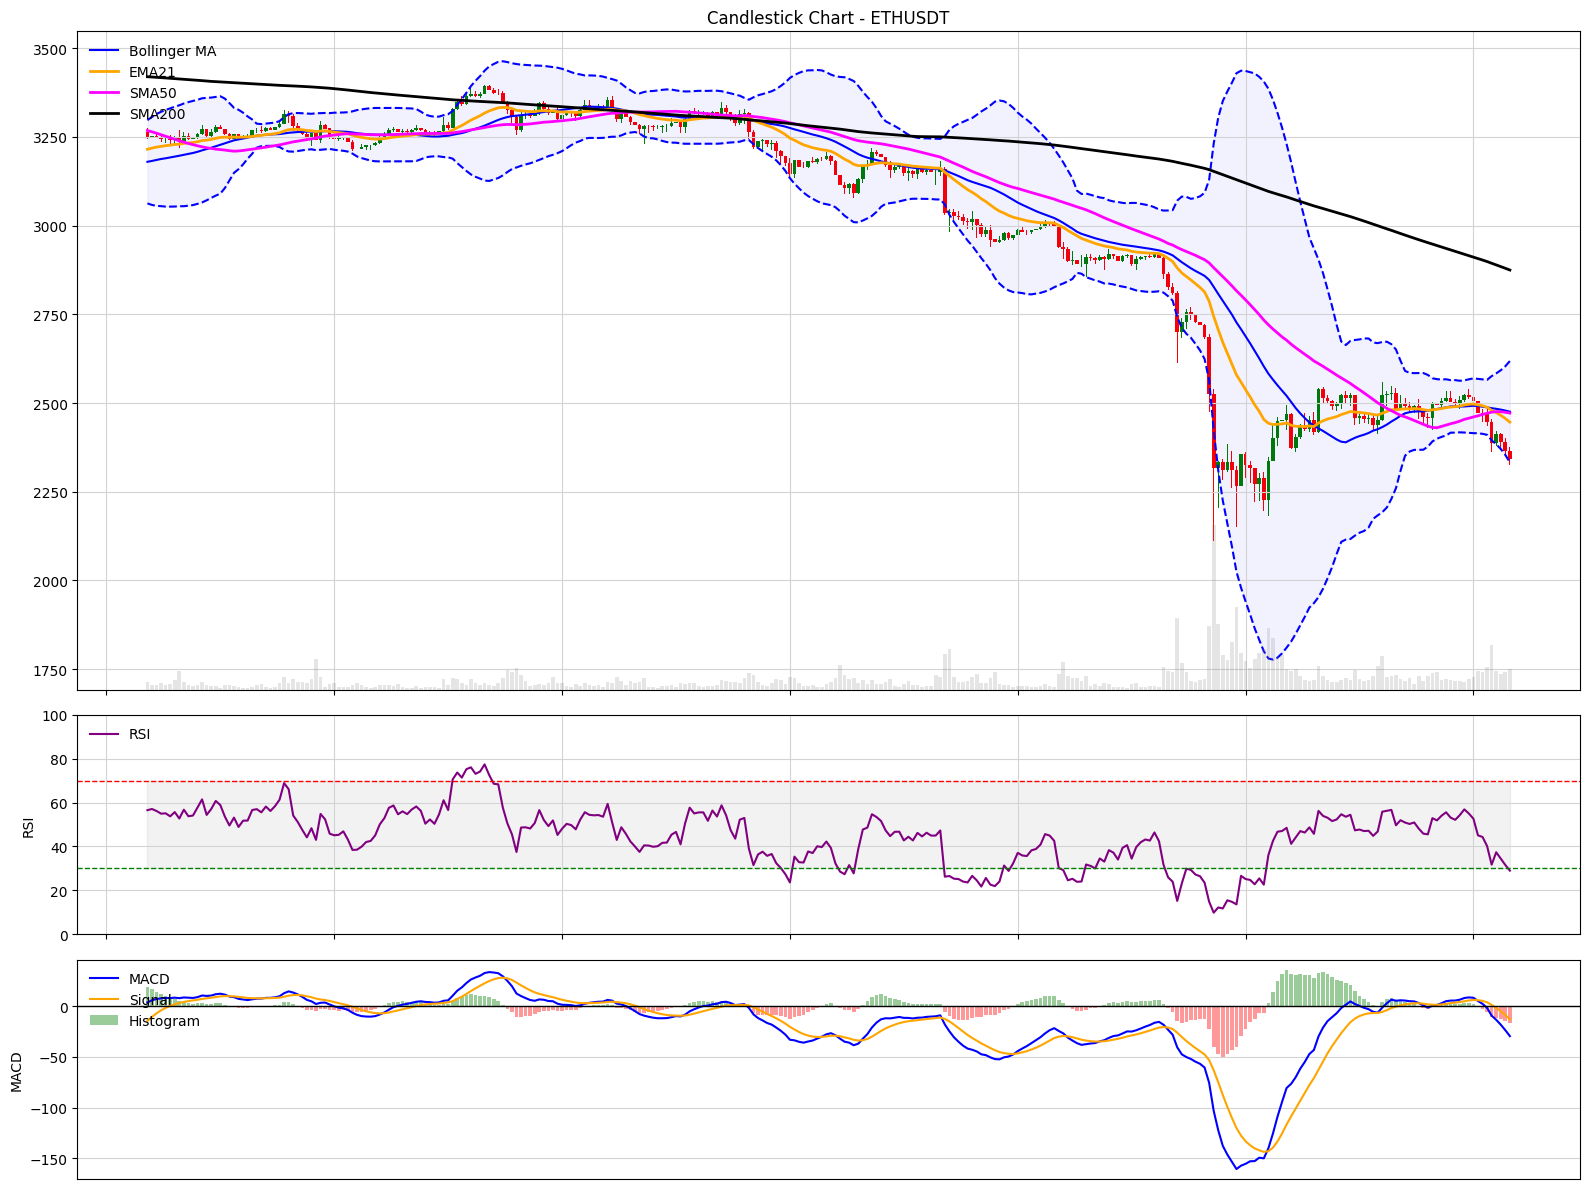 Candlestick Chart - ETHUSDT
3500
3250
3000
2750
2500
2250
2000
1750
Bollinger MA
EMA21
SMA50
SMA200
100
80
60
40
20
0
RSI
RSI
0
−50
−100
−150
MACD
MACD
Signal
Histogram